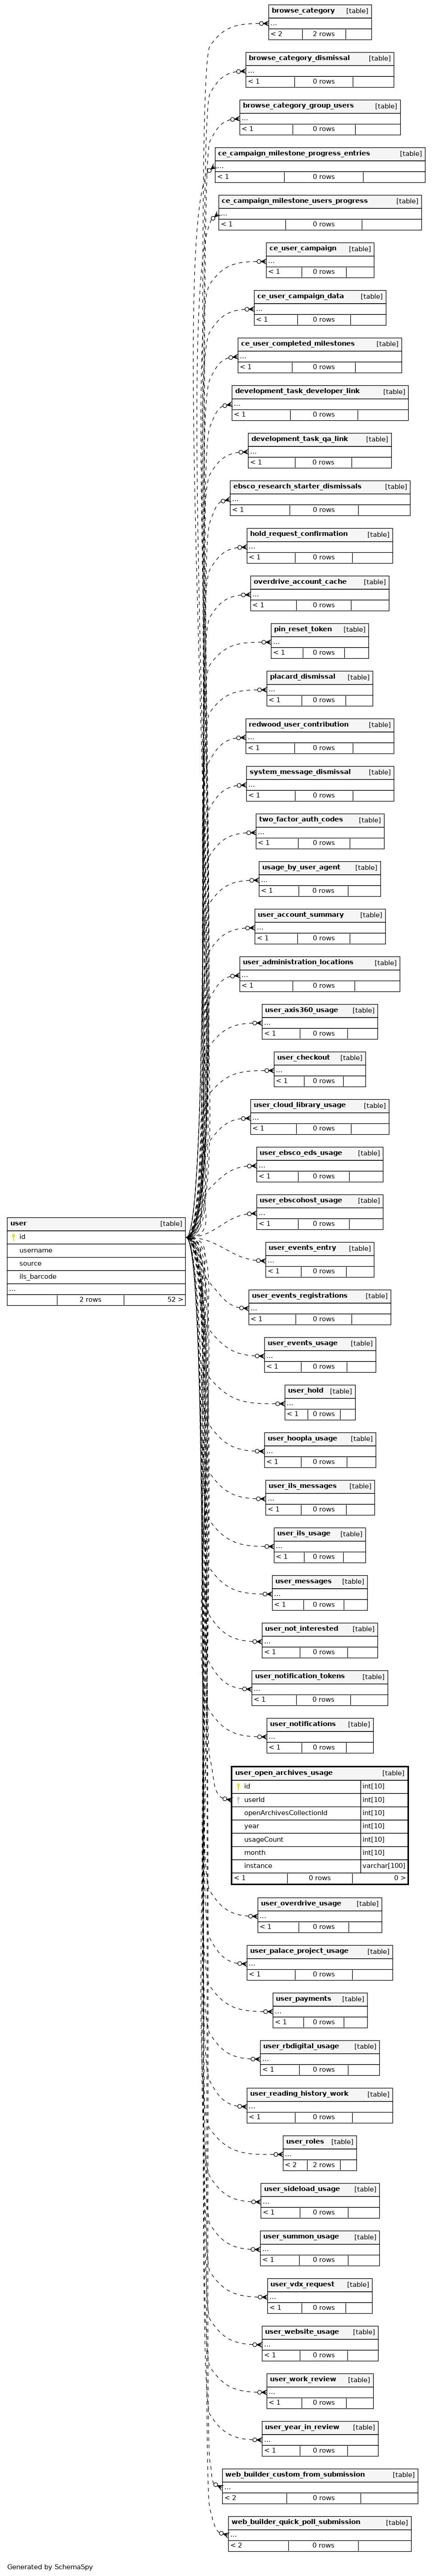 browse_category [table]
...
< 2 2 rows
browse_category_dismissal [table]
...
< 1 0 rows
browse_category_group_users [table]
...
< 1 0 rows
ce_campaign_milestone_progress_entries [table]
...
< 1 0 rows
ce_campaign_milestone_users_progress [table]
...
< 1 0 rows
ce_user_campaign [table]
...
< 1 0 rows
ce_user_campaign_data [table]
...
< 1 0 rows
ce_user_completed_milestones [table]
...
< 1 0 rows
development_task_developer_link [table]
...
< 1 0 rows
development_task_qa_link [table]
...
< 1 0 rows
ebsco_research_starter_dismissals [table]
...
< 1 0 rows
hold_request_confirmation [table]
...
< 1 0 rows
overdrive_account_cache [table]
...
< 1 0 rows
pin_reset_token [table]
...
< 1 0 rows
placard_dismissal [table]
...
< 1 0 rows
redwood_user_contribution [table]
...
< 1 0 rows
system_message_dismissal [table]
...
< 1 0 rows
two_factor_auth_codes [table]
...
< 1 0 rows
usage_by_user_agent [table]
...
< 1 0 rows
user_account_summary [table]
...
< 1 0 rows
user_administration_locations [table]
...
< 1 0 rows
user_axis360_usage [table]
...
< 1 0 rows
user_checkout [table]
...
< 1 0 rows
user_cloud_library_usage [table]
...
< 1 0 rows
user_ebsco_eds_usage [table]
...
< 1 0 rows
user_ebscohost_usage [table]
...
< 1 0 rows
user [table]
id
username
source
ils_barcode
...
2 rows 52 >
user_events_entry [table]
...
< 1 0 rows
user_events_registrations [table]
...
< 1 0 rows
user_events_usage [table]
...
< 1 0 rows
user_hold [table]
...
< 1 0 rows
user_hoopla_usage [table]
...
< 1 0 rows
user_ils_messages [table]
...
< 1 0 rows
user_ils_usage [table]
...
< 1 0 rows
user_messages [table]
...
< 1 0 rows
user_not_interested [table]
...
< 1 0 rows
user_notification_tokens [table]
...
< 1 0 rows
user_notifications [table]
...
< 1 0 rows
user_open_archives_usage [table]
id int[10]
userId int[10]
openArchivesCollectionId int[10]
year int[10]
usageCount int[10]
month int[10]
instance varchar[100]
< 1 0 rows 0 >
user_overdrive_usage [table]
...
< 1 0 rows
user_palace_project_usage [table]
...
< 1 0 rows
user_payments [table]
...
< 1 0 rows
user_rbdigital_usage [table]
...
< 1 0 rows
user_reading_history_work [table]
...
< 1 0 rows
user_roles [table]
...
< 2 2 rows
user_sideload_usage [table]
...
< 1 0 rows
user_summon_usage [table]
...
< 1 0 rows
user_vdx_request [table]
...
< 1 0 rows
user_website_usage [table]
...
< 1 0 rows
user_work_review [table]
...
< 1 0 rows
user_year_in_review [table]
...
< 1 0 rows
web_builder_custom_from_submission [table]
...
< 2 0 rows
web_builder_quick_poll_submission [table]
...
< 2 0 rows
Generated by SchemaSpy